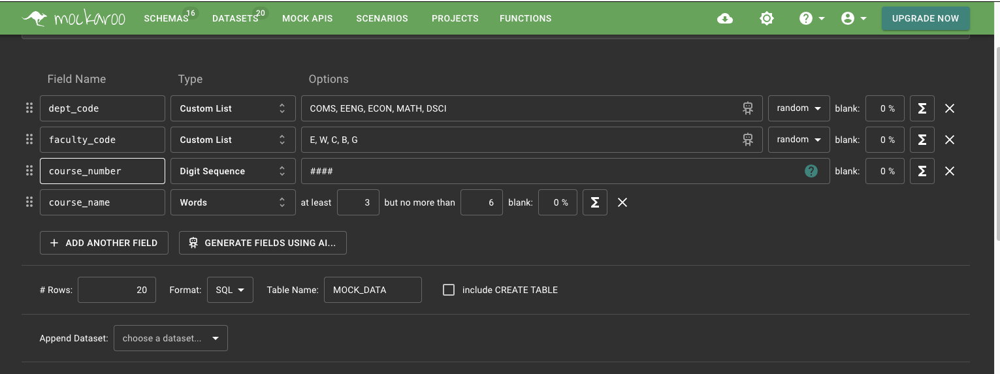 mockaroo SCHEMAS 16 DATASETS 20 MOCK APIS SCENARIOS PROJECTS FUNCTIONS ? UPGRADE NOW
Field Name Type Options
dept_code Custom List COMS, EENG, ECON, MATH, DSCI random blank: 0 % Σ
faculty_code Custom List E, W, C, B, G random blank: 0 % Σ
course_number Digit Sequence #### ? blank: 0 % Σ
course_name Words at least 3 but no more than 6 blank: 0 % Σ
+ ADD ANOTHER FIELD GENERATE FIELDS USING AI...
# Rows: 20 Format: SQL Table Name: MOCK_DATA include CREATE TABLE
Append Dataset: choose a dataset...